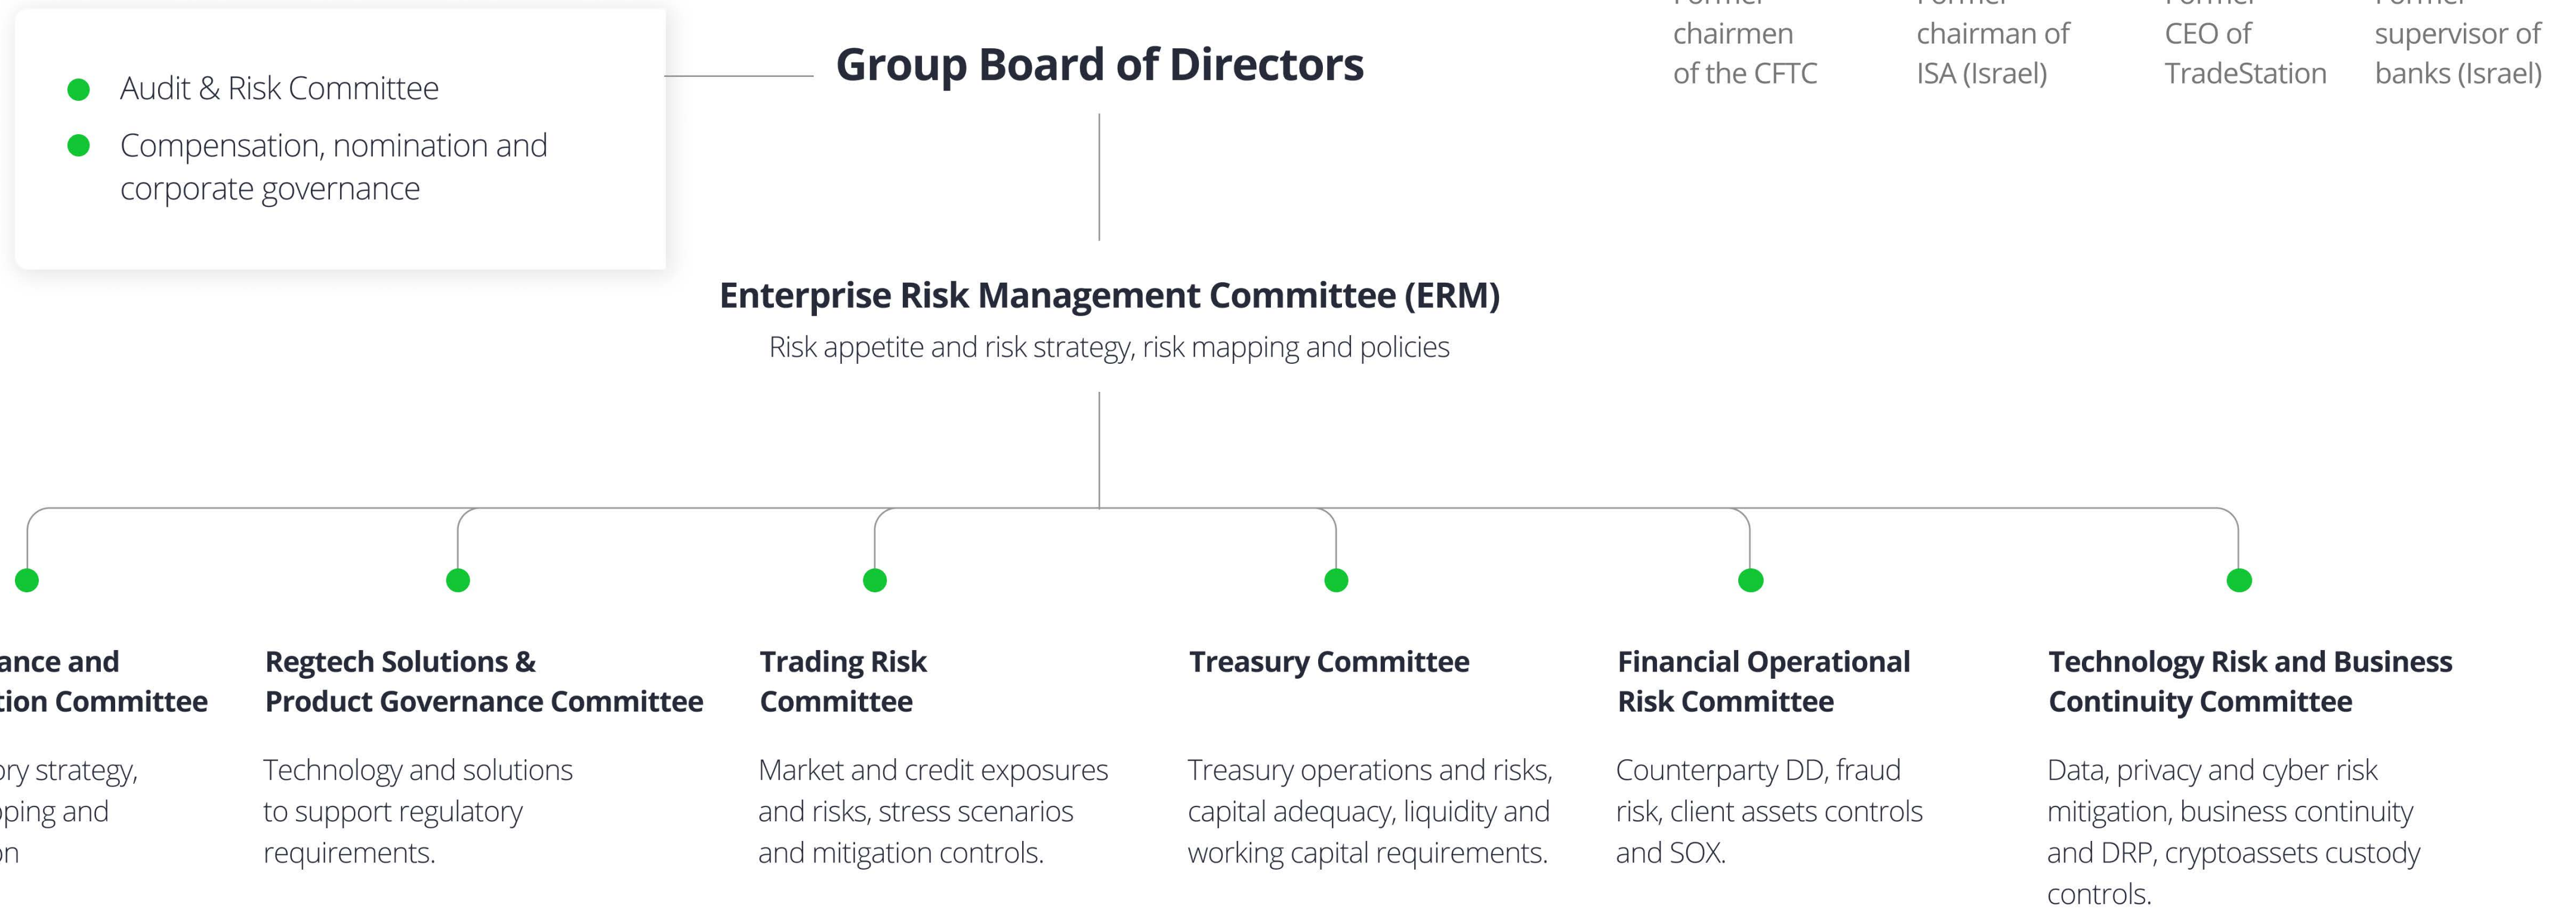 chairmen
of the CFTC
chairman of
ISA (Israel)
CEO of
TradeStation
supervisor of
banks (Israel)
Audit & Risk Committee
Compensation, nomination and
corporate governance
Group Board of Directors
Enterprise Risk Management Committee (ERM)
Risk appetite and risk strategy, risk mapping and policies
and
Committee
strategy,
and
Regtech Solutions &
Product Governance Committee
Technology and solutions
to support regulatory
requirements.
Trading Risk
Committee
Market and credit exposures
and risks, stress scenarios
and mitigation controls.
Treasury Committee
Treasury operations and risks,
capital adequacy, liquidity and
working capital requirements.
Financial Operational
Risk Committee
Counterparty DD, fraud
risk, client assets controls
and SOX.
Technology Risk and Business
Continuity Committee
Data, privacy and cyber risk
mitigation, business continuity
and DRP, cryptoassets custody
controls.